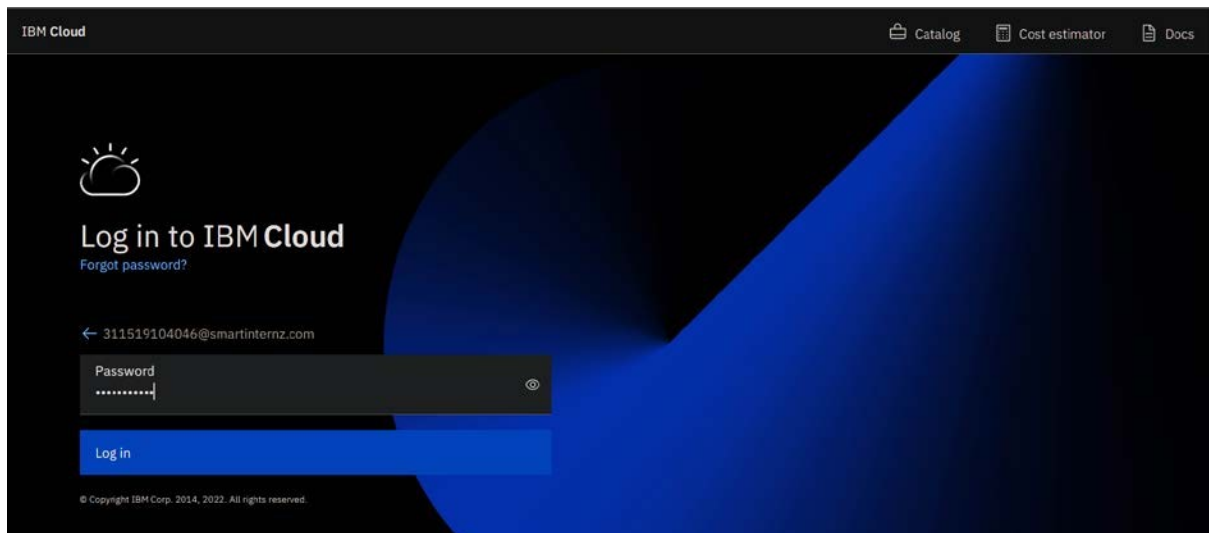 IBM Cloud
Catalog
Cost estimator
Docs
Log in to IBM Cloud
Forgot password?
← 311519104046@smartinternz.com
Password
•••••••••••
Log in
© Copyright IBM Corp. 2014, 2022. All rights reserved.